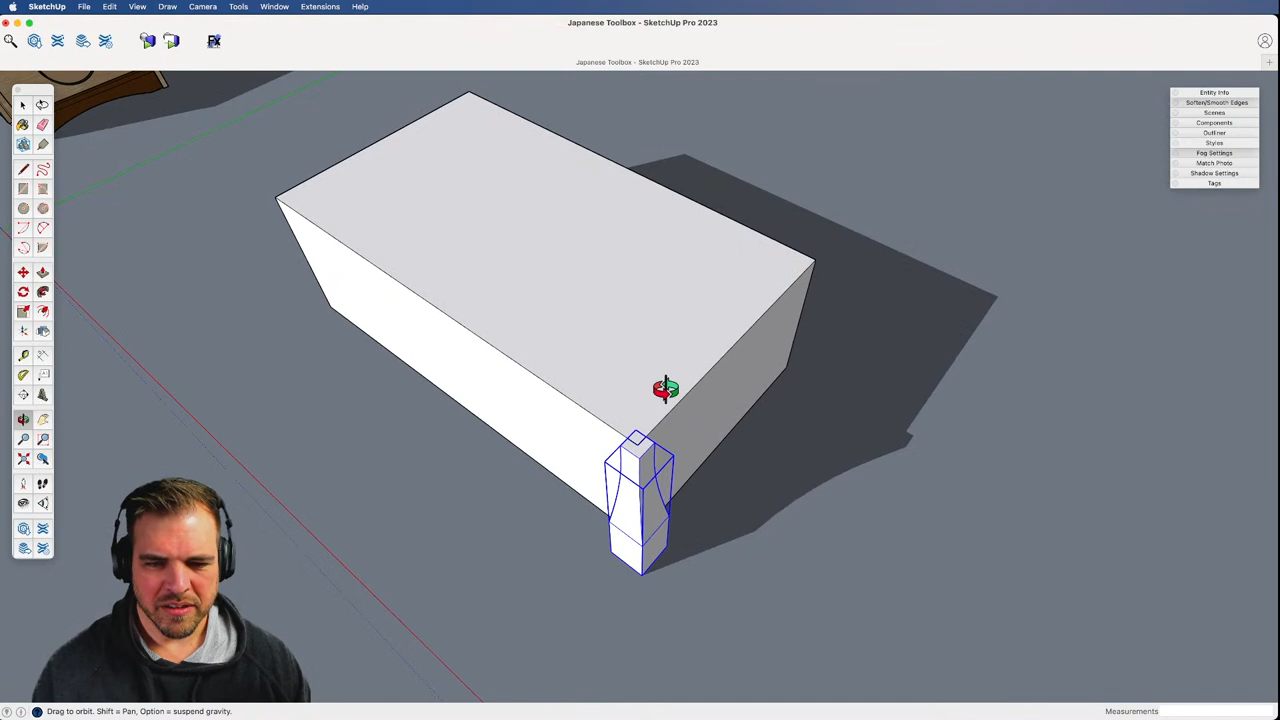 SketchUp File Edit View Draw Camera Tools Window Extensions Help
Japanese Toolbox - SketchUp Pro 2023
Japanese Toolbox - SketchUp Pro 2023
Entity Info
Soften/Smooth Edges
Scenes
Components
Outliner
Styles
Fog Settings
Match Photo
Shadow Settings
Tags
Drag to orbit. Shift = Pan, Option = suspend gravity.
Measurements